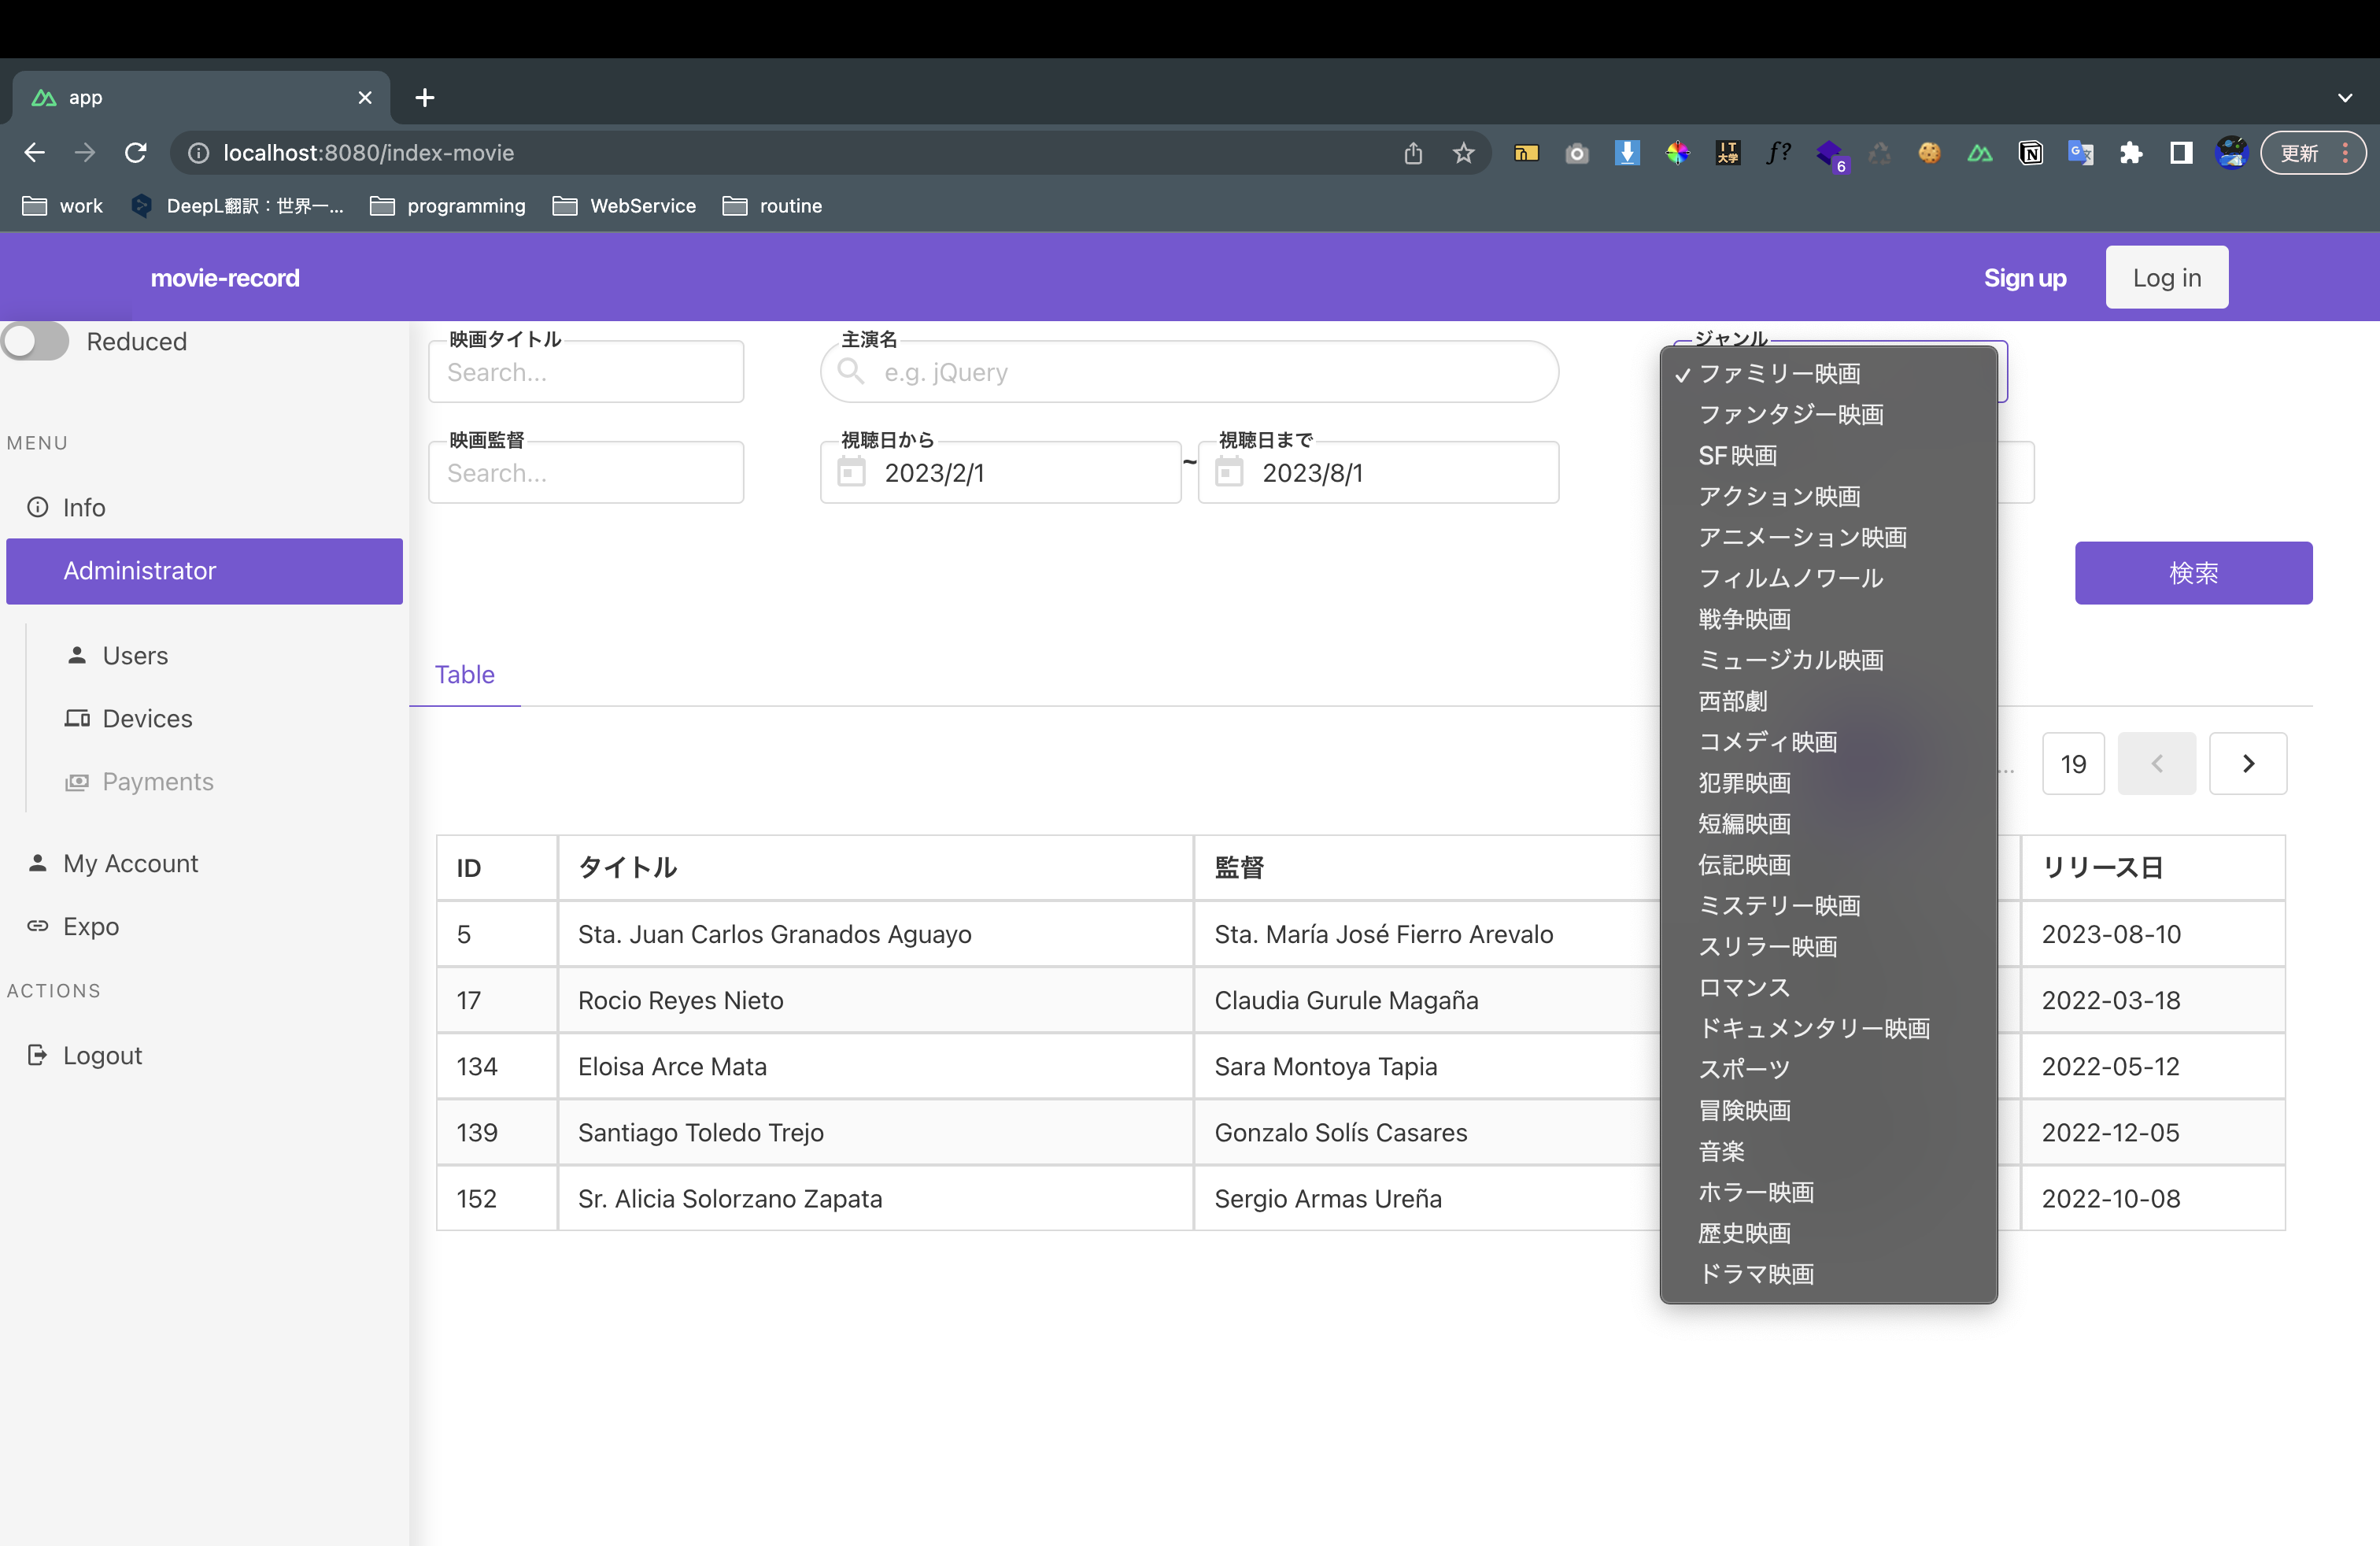 app
localhost:8080/index-movie
IT
大学
f?
6
更新
work
DeepL翻訳：世界一...
programming
WebService
routine
movie-record
Sign up
Log in
Reduced
MENU
Info
Administrator
Users
Devices
Payments
My Account
Expo
ACTIONS
Logout
映画タイトル
Search...
主演名
e.g. jQuery
ジャンル
映画監督
Search...
視聴日から
2023/2/1
~
視聴日まで
2023/8/1
ファミリー映画
ファンタジー映画
SF映画
アクション映画
アニメーション映画
フィルムノワール
戦争映画
ミュージカル映画
西部劇
コメディ映画
犯罪映画
短編映画
伝記映画
ミステリー映画
スリラー映画
ロマンス
ドキュメンタリー映画
スポーツ
冒険映画
音楽
ホラー映画
歴史映画
ドラマ映画
検索
Table
...
19
ID タイトル 監督 リリース日
5 Sta. Juan Carlos Granados Aguayo Sta. María José Fierro Arevalo 2023-08-10
17 Rocio Reyes Nieto Claudia Gurule Magaña 2022-03-18
134 Eloisa Arce Mata Sara Montoya Tapia 2022-05-12
139 Santiago Toledo Trejo Gonzalo Solís Casares 2022-12-05
152 Sr. Alicia Solorzano Zapata Sergio Armas Ureña 2022-10-08